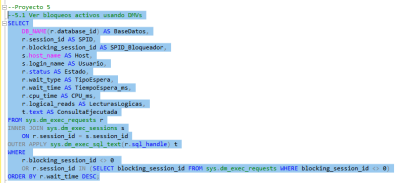 --Proyecto 5
--5.1 Ver bloqueos activos usando DMVs
SELECT
DB_NAME(r.database_id) AS BaseDatos,
r.session_id AS SPID,
r.blocking_session_id AS SPID_Bloqueador,
s.host_name AS Host,
s.login_name AS Usuario,
r.status AS Estado,
r.wait_type AS TipoEspera,
r.wait_time AS TiempoEspera_ms,
r.cpu_time AS CPU_ms,
r.logical_reads AS LecturasLogicas,
t.text AS ConsultaEjecutada
FROM sys.dm_exec_requests r
INNER JOIN sys.dm_exec_sessions s
ON r.session_id = s.session_id
OUTER APPLY sys.dm_exec_sql_text(r.sql_handle) t
WHERE
r.blocking_session_id <> 0
OR r.session_id IN (SELECT blocking_session_id FROM sys.dm_exec_requests WHERE blocking_session_id <> 0)
ORDER BY r.wait_time DESC;